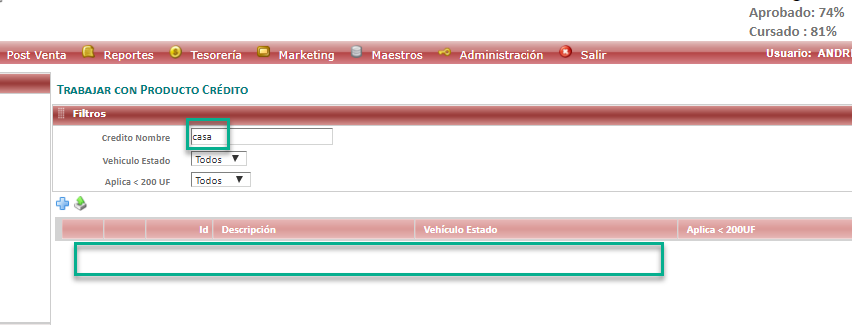 Aprobado: 74%
Cursado : 81%
Post Venta Reportes Tesorería Marketing Maestros Administración Salir Usuario: ANDR
TRABAJAR CON PRODUCTO CRÉDITO
Filtros
Credito Nombre casa
Vehiculo Estado Todos
Aplica < 200 UF Todos
Id Descripción Vehículo Estado Aplica < 200UF